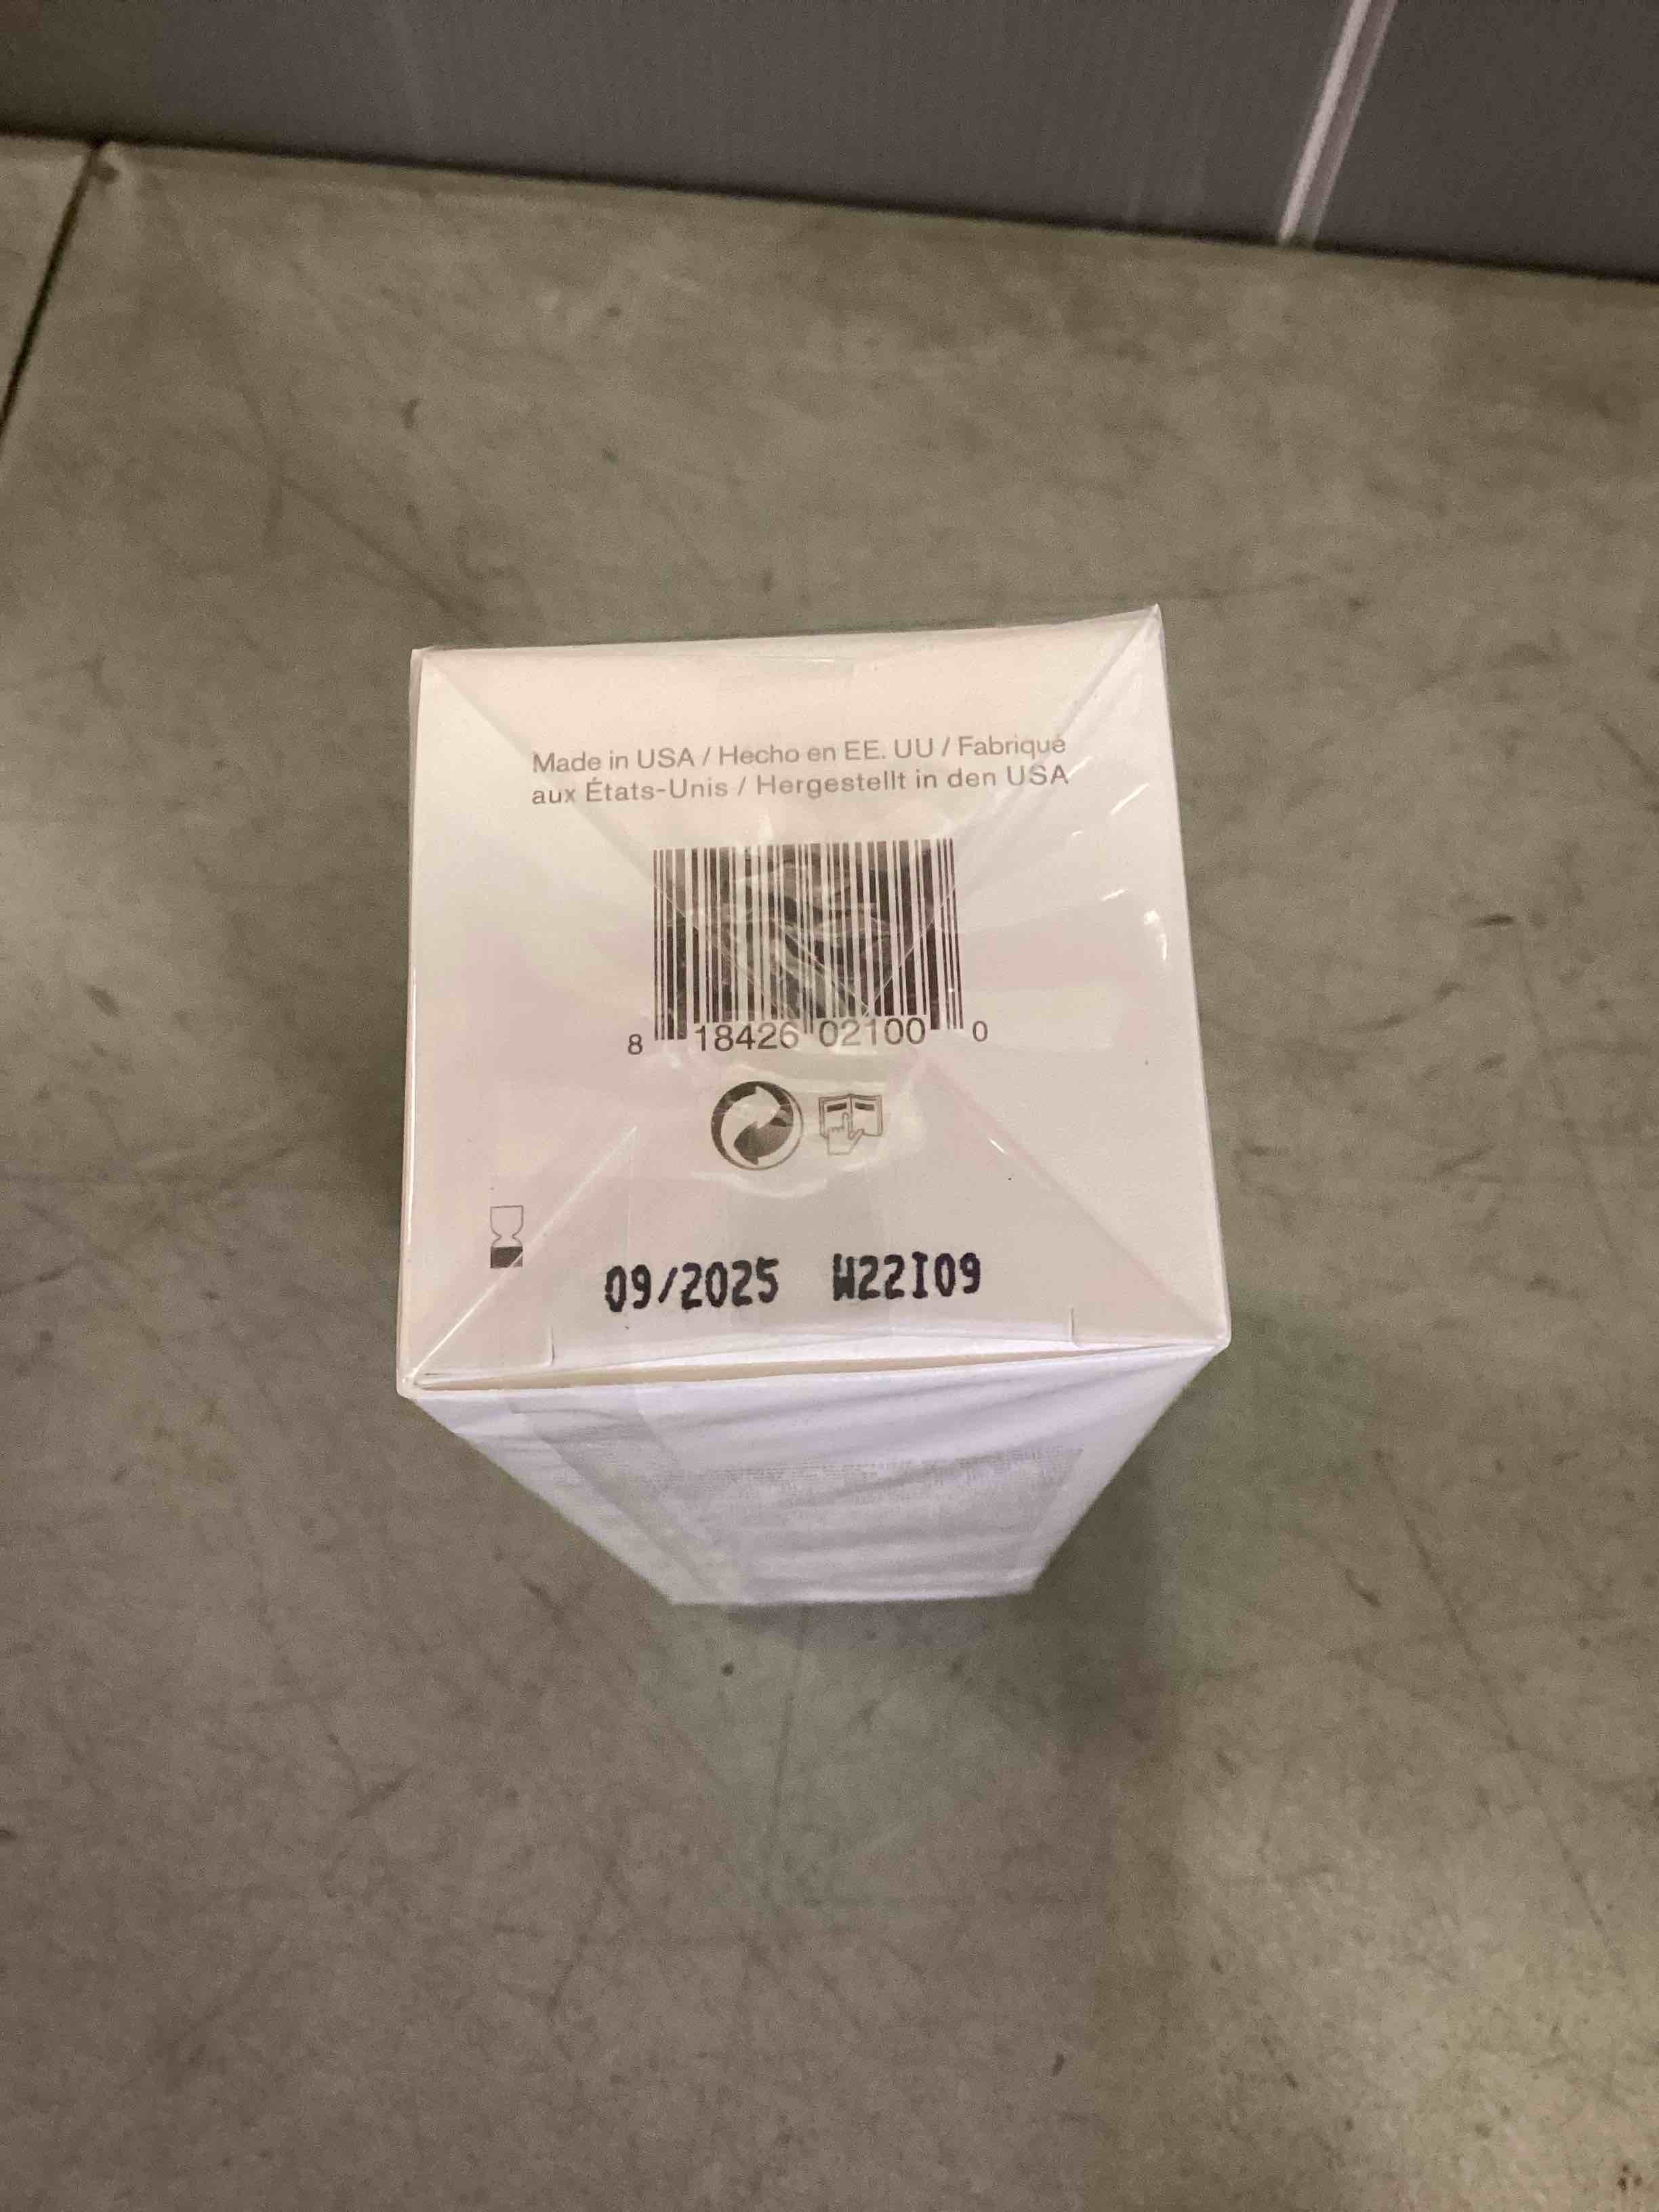 Made in USA / Hecho en EE. UU / Fabriqué
aux États-Unis / Hergestellt in den USA
8 18426 02100 0
09/2025 W22I09